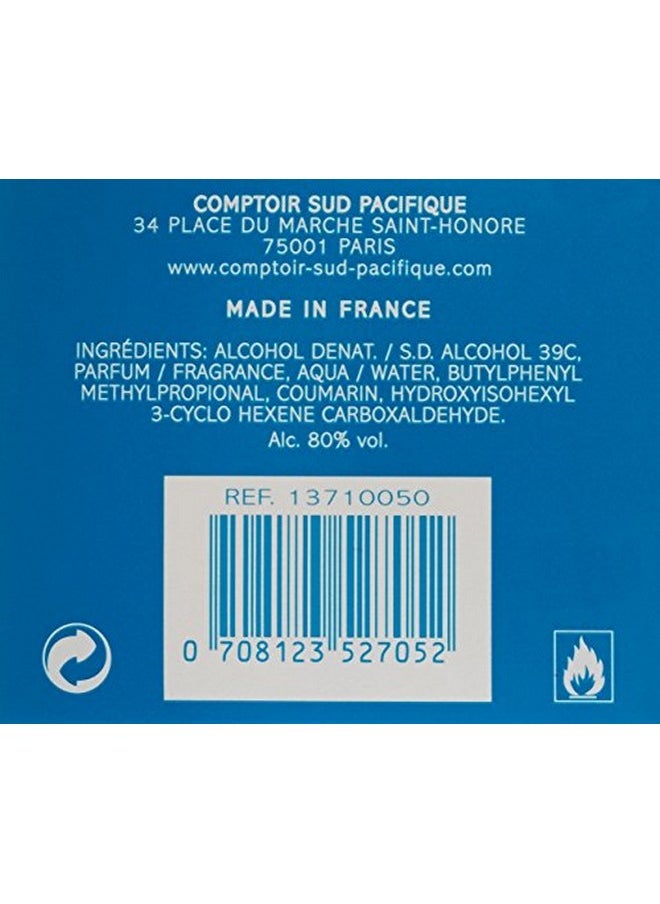 COMPTOIR SUD PACIFIQUE
34 PLACE DU MARCHE SAINT-HONORE
75001 PARIS
www.comptoir-sud-pacifique.com
MADE IN FRANCE
INGRÉDIENTS: ALCOHOL DENAT. / S.D. ALCOHOL 39C,
PARFUM / FRAGRANCE, AQUA / WATER, BUTYLPHENYL
METHYLPROPIONAL, COUMARIN, HYDROXYISOHEXYL
3-CYCLO HEXENE CARBOXALDEHYDE.
Alc. 80% vol.
REF. 13710050
0 708123 527052